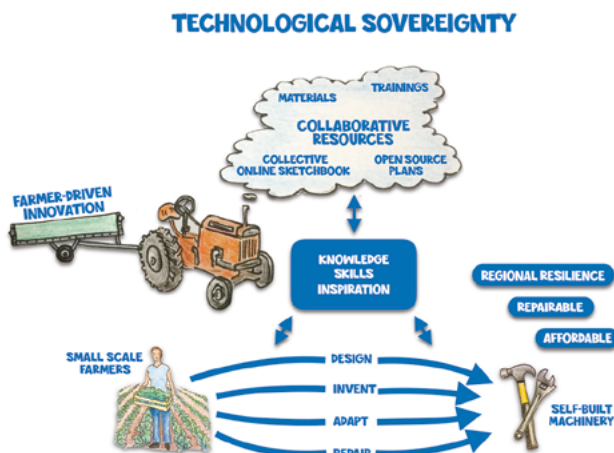 TECHNOLOGICAL SOVEREIGNTY
MATERIALS
TRAININGS
COLLABORATIVE
RESOURCES
COLLECTIVE
ONLINE SKETCHBOOK
OPEN SOURCE
PLANS
FARMER-DRIVEN
INNOVATION
KNOWLEDGE
SKILLS
INSPIRATION
REGIONAL RESILIENCE
REPAIRABLE
AFFORDABLE
SMALL SCALE
FARMERS
DESIGN
INVENT
ADAPT
REPAIR
SELF-BUILT
MACHINERY